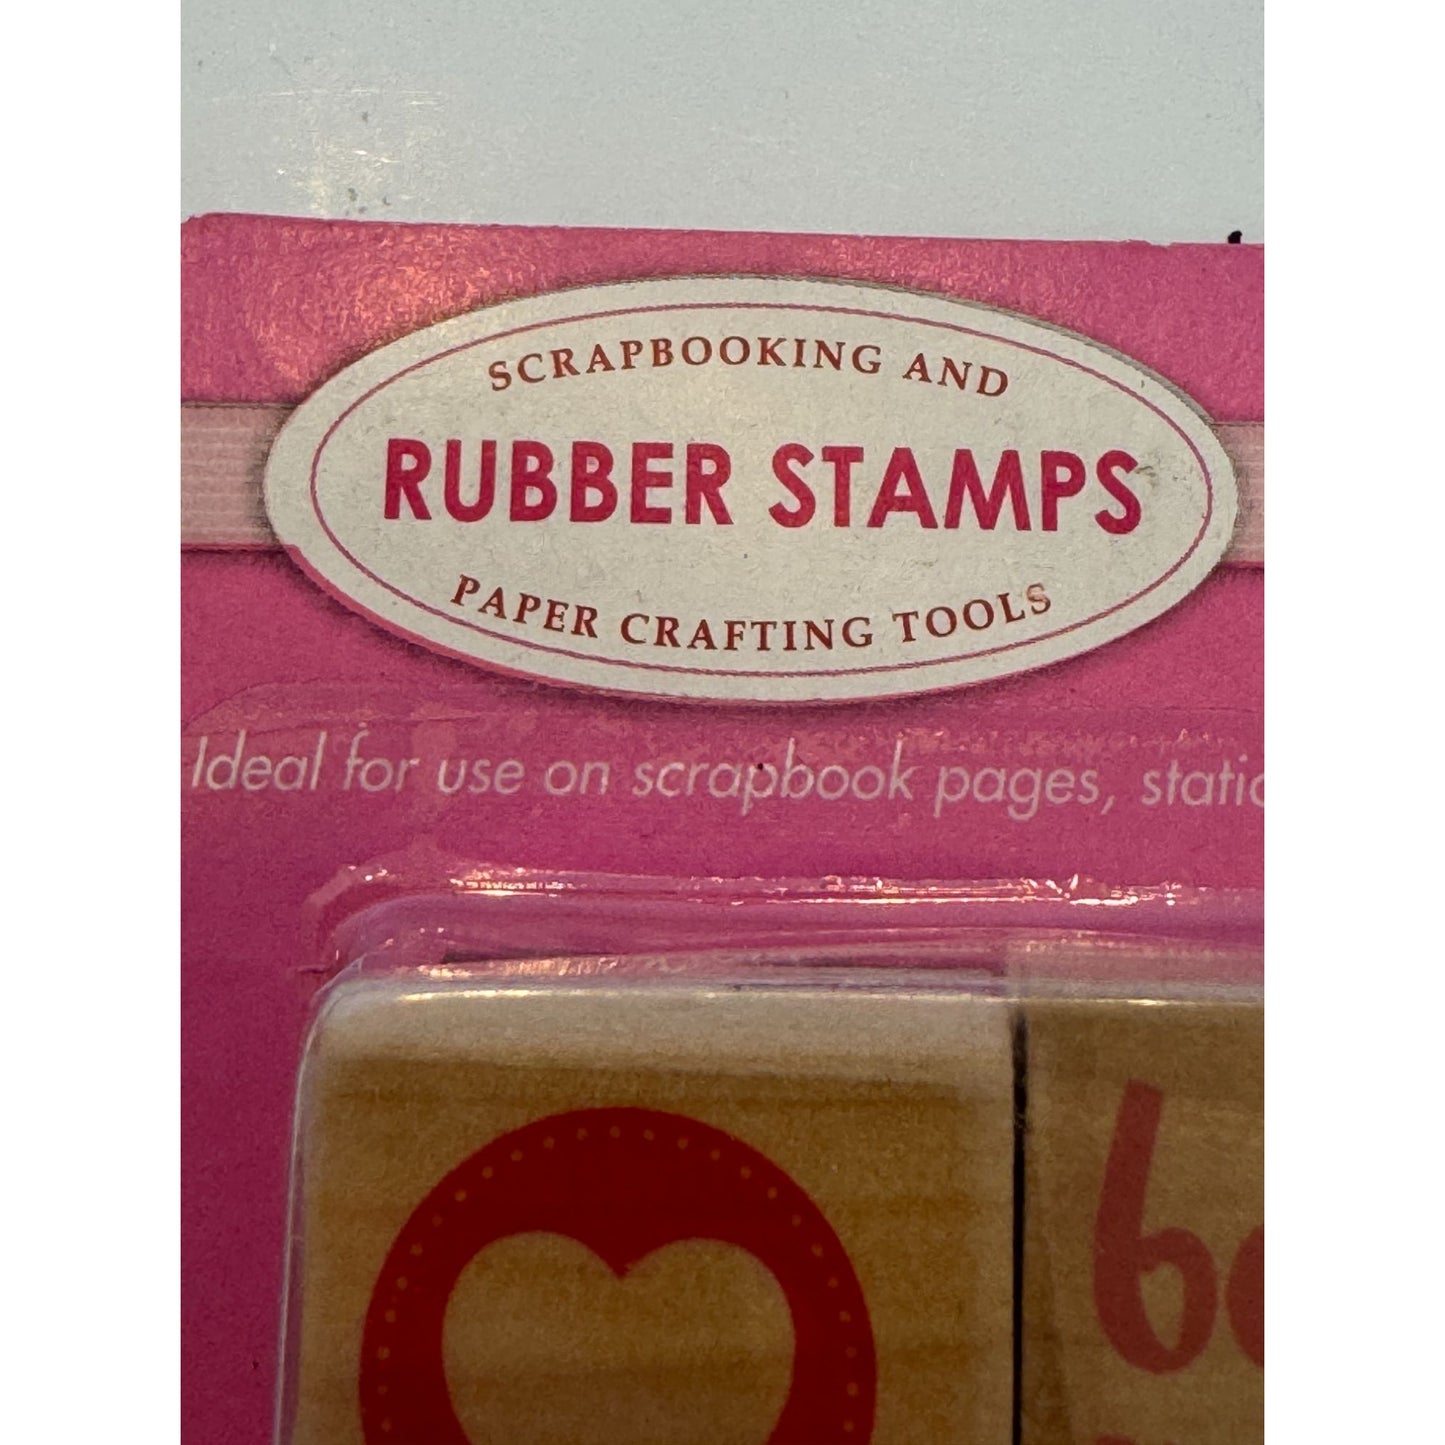 SCRAPBOOKING AND
RUBBER STAMPS
PAPER CRAFTING TOOLS
Ideal for use on scrapbook pages,